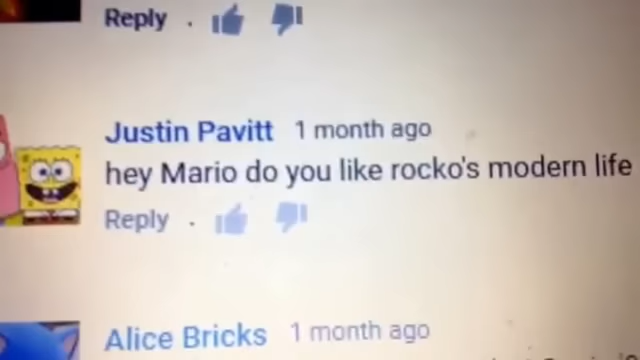 Reply
Justin Pavitt 1 month ago
hey Mario do you like rocko's modern life
Reply
Alice Bricks 1 month ago